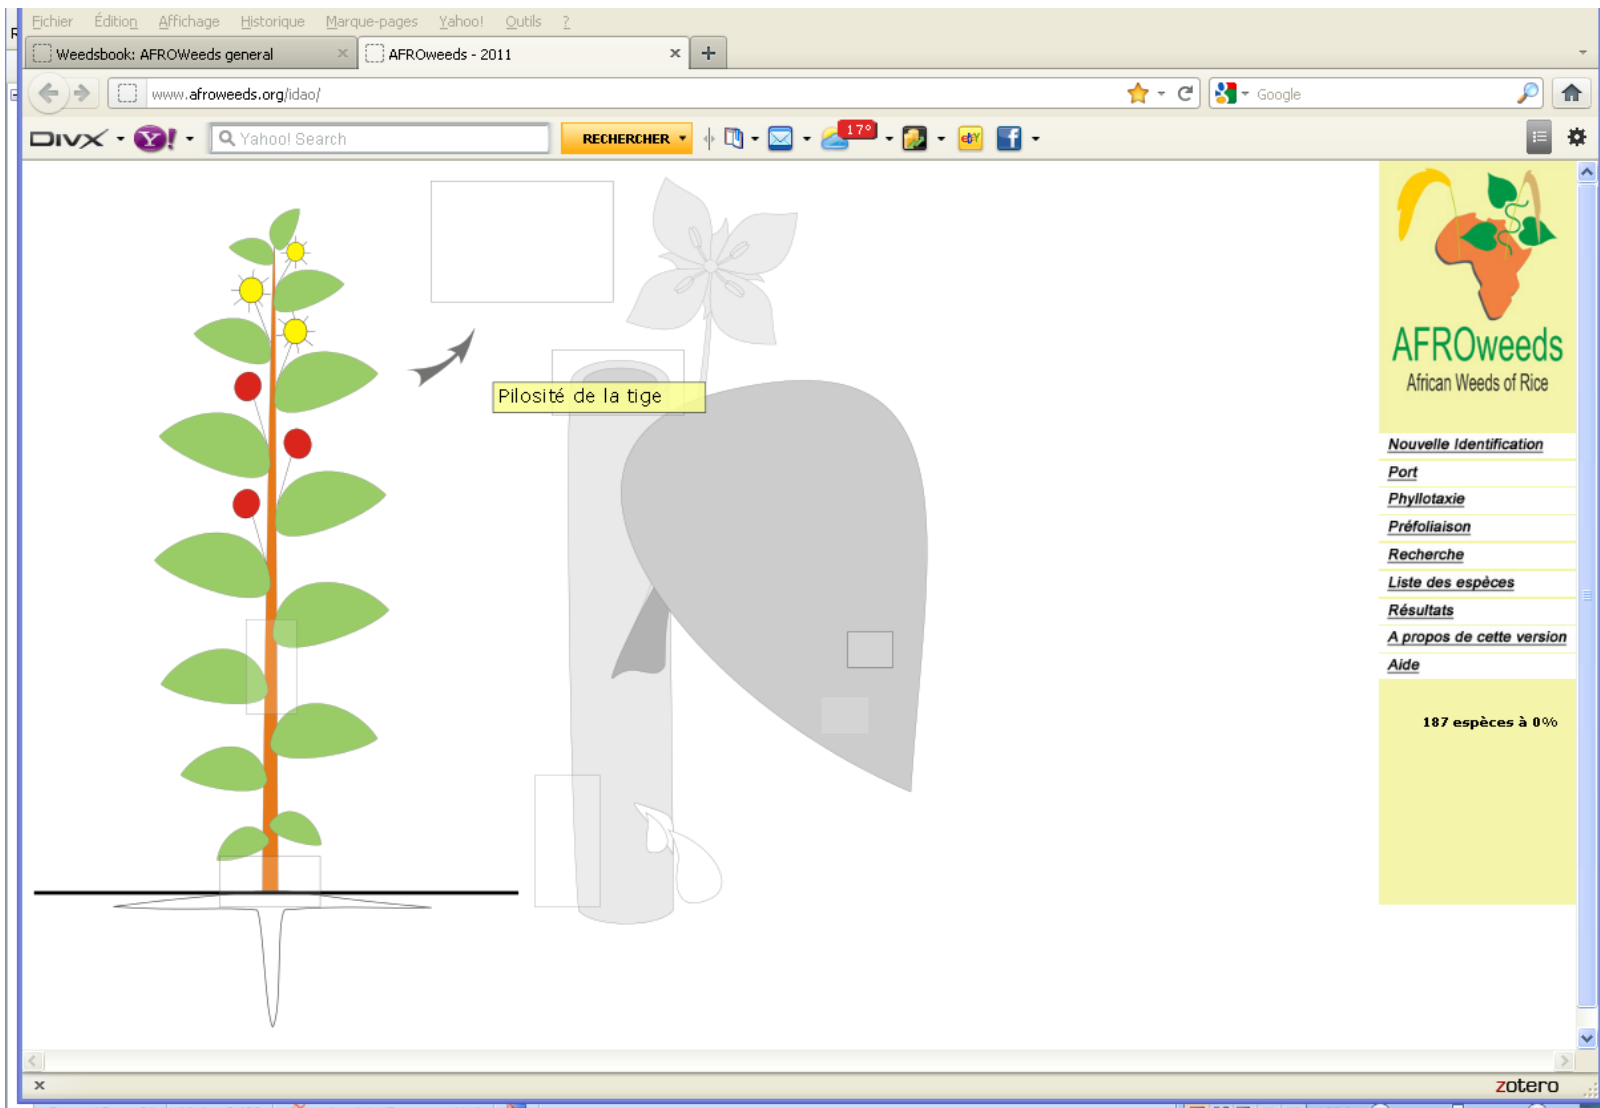 Fichier Édition Affichage Historique Marque-pages Yahoo! Outils ?
Weedsbook: AFROWeeds general
AFROweeds - 2011
www.afroweeds.org/idao/
Google
DIVX Y! Yahoo! Search RECHERCHER 17° ebY f
AFROweeds
African Weeds of Rice
Pilosité de la tige
Nouvelle Identification
Port
Phyllotaxie
Préfoliaison
Recherche
Liste des espèces
Résultats
A propos de cette version
Aide
187 espèces à 0%
zotero